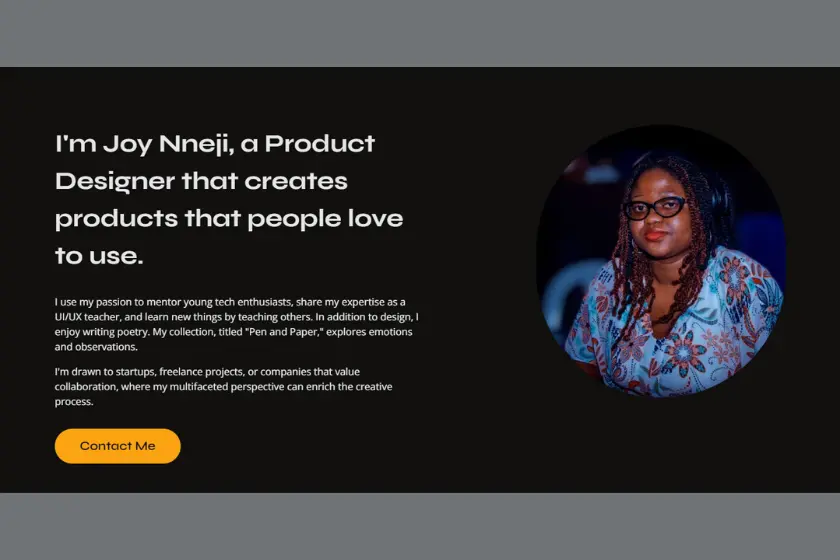 I'm Joy Nneji, a Product
Designer that creates
products that people love
to use.
I use my passion to mentor young tech enthusiasts, share my expertise as a
UI/UX teacher, and learn new things by teaching others. In addition to design, I
enjoy writing poetry. My collection, titled "Pen and Paper," explores emotions
and observations.
I'm drawn to startups, freelance projects, or companies that value
collaboration, where my multifaceted perspective can enrich the creative
process.
Contact Me